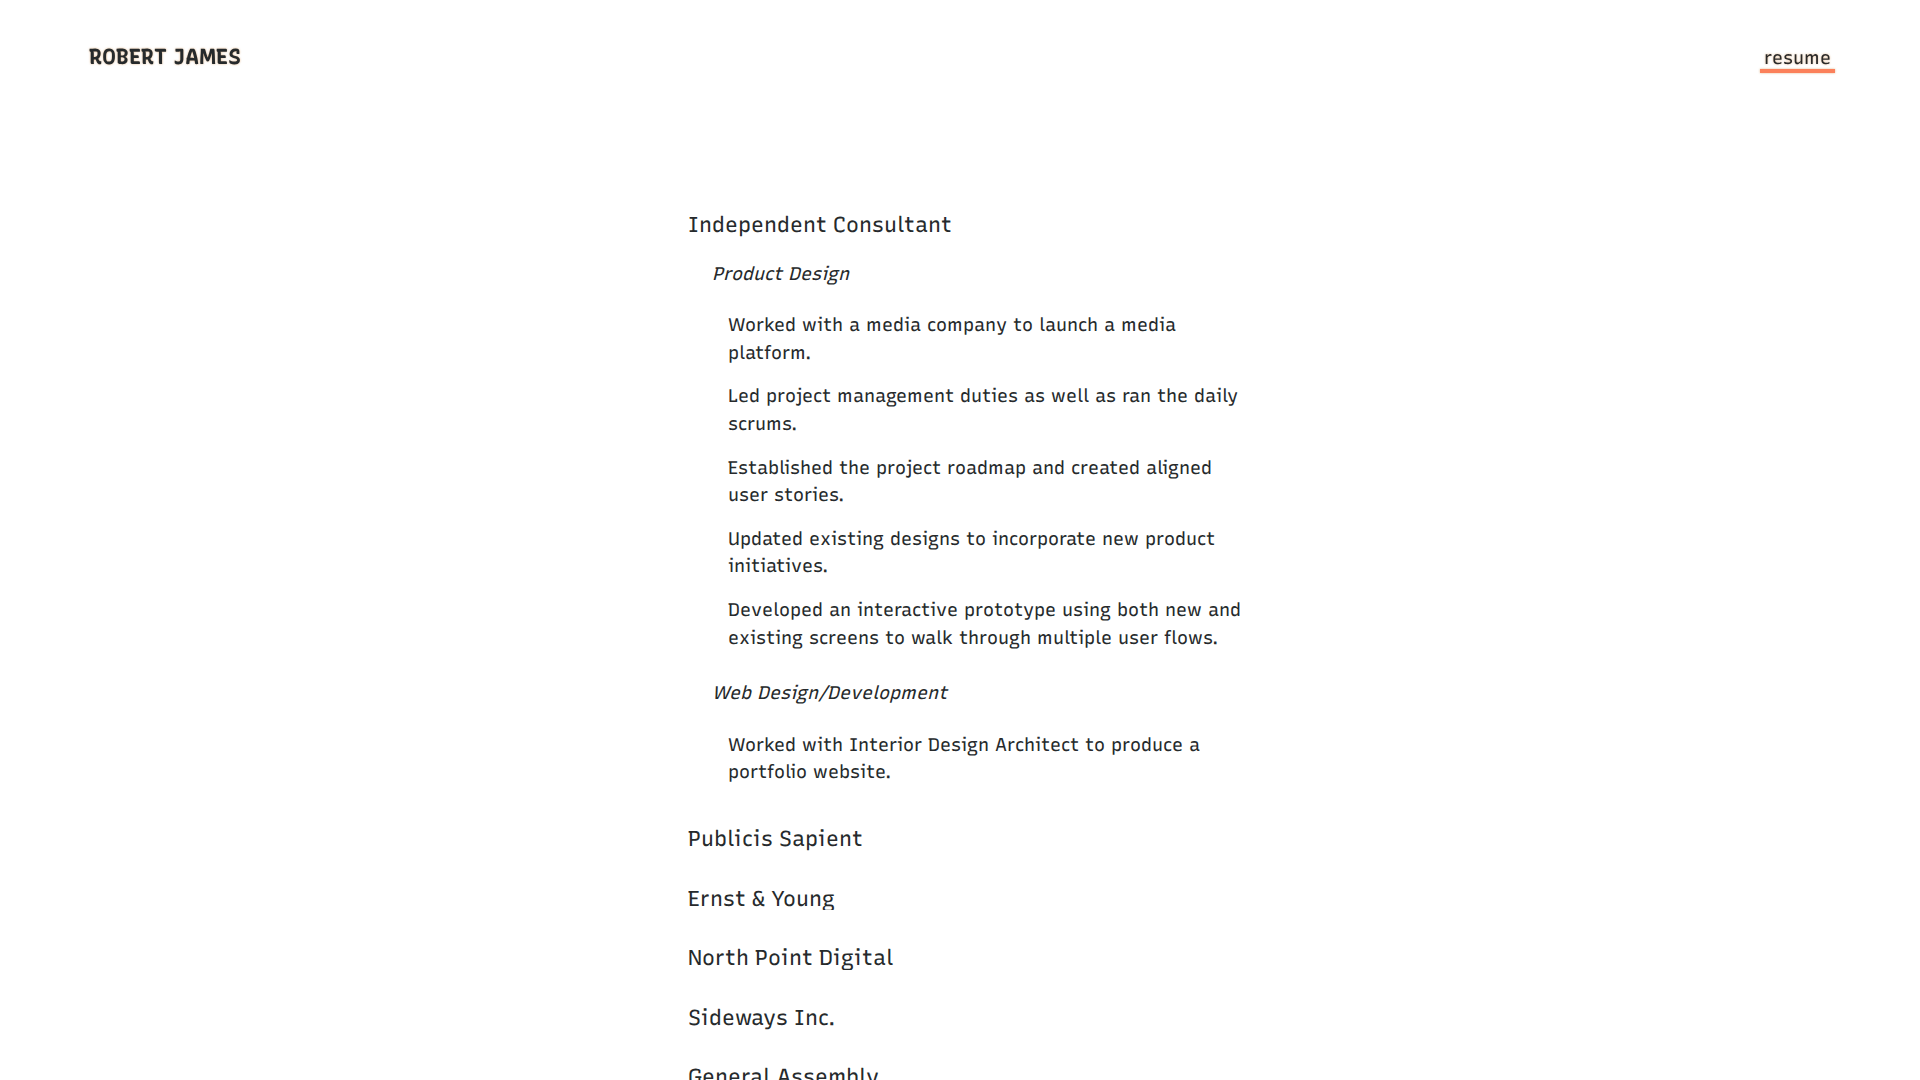 ROBERT JAMES
resume
Independent Consultant
Product Design
Worked with a media company to launch a media
platform.
Led project management duties as well as ran the daily
scrums.
Established the project roadmap and created aligned
user stories.
Updated existing designs to incorporate new product
initiatives.
Developed an interactive prototype using both new and
existing screens to walk through multiple user flows.
Web Design/Development
Worked with Interior Design Architect to produce a
portfolio website.
Publicis Sapient
Ernst & Young
North Point Digital
Sideways Inc.
General Assembly